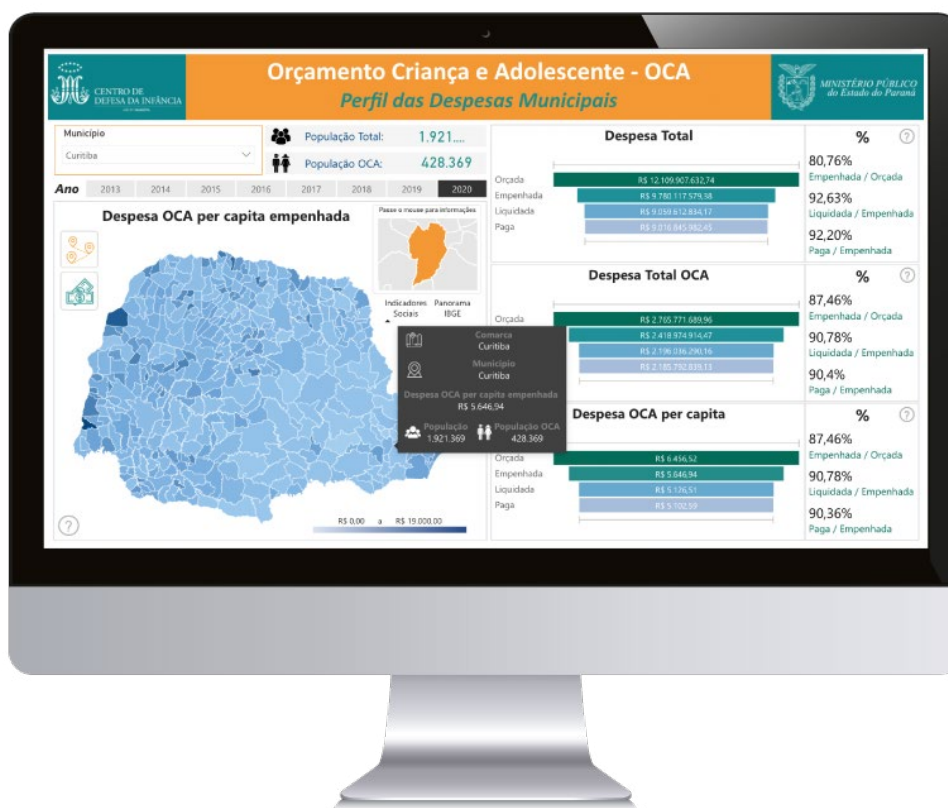 CENTRO DE
DEFESA DA INFÂNCIA
Orçamento Criança e Adolescente - OCA
Perfil das Despesas Municipais
MINISTÉRIO PÚBLICO
do Estado do Paraná
Município
Curitiba
População Total: 1.921....
População OCA: 428.369
Ano 2013 2014 2015 2016 2017 2018 2019 2020
Despesa OCA per capita empenhada
Passe o mouse para informações
Indicadores Sociais
Panorama IBGE
Comarca
Curitiba
Município
Curitiba
Despesa OCA per capita empenhada
R$ 5.646,94
População
1.921.369
População OCA
428.369
?
R$ 0,00 a R$ 19.000,00
Despesa Total
Orçada R$ 12.109.907.632,74
Empenhada R$ 9.780.117.579,38
Liquidada R$ 9.059.612.834,17
Paga R$ 9.016.845.982,45
% ?
80,76%
Empenhada / Orçada
92,63%
Liquidada / Empenhada
92,20%
Paga / Empenhada
Despesa Total OCA
Orçada R$ 2.765.771.689,96
R$ 2.418.974.914,47
R$ 2.196.036.290,16
R$ 2.185.792.839,13
% ?
87,46%
Empenhada / Orçada
90,78%
Liquidada / Empenhada
90,4%
Paga / Empenhada
Despesa OCA per capita
Orçada R$ 6.456,52
Empenhada R$ 5.646,94
Liquidada R$ 5.126,51
Paga R$ 5.102,59
% ?
87,46%
Empenhada / Orçada
90,78%
Liquidada / Empenhada
90,36%
Paga / Empenhada